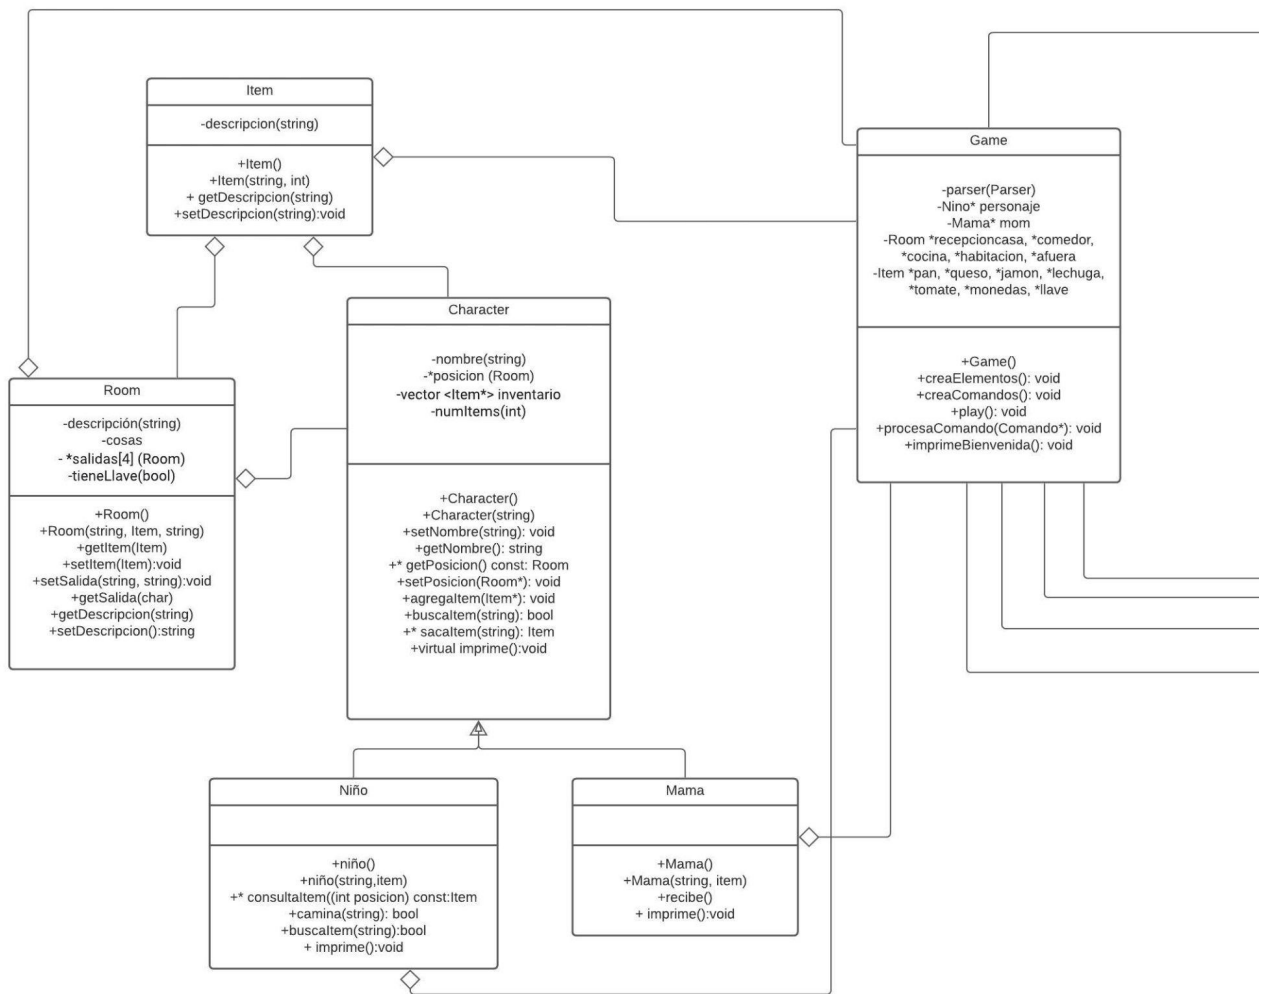 Item
-descripcion(string)
+Item()
+Item(string, int)
+ getDescripcion(string)
+setDescripcion(string):void
Game
-parser(Parser)
-Nino* personaje
-Mama* mom
-Room *recepcioncasa, *comedor,
*cocina, *habitacion, *afuera
-Item *pan, *queso, *jamon, *lechuga,
*tomate, *monedas, *llave
+Game()
+creaElementos(): void
+creaComandos(): void
+play(): void
+procesaComando(Comando*): void
+imprimeBienvenida(): void
Character
-nombre(string)
-*posicion (Room)
-vector <Item*> inventario
-numItems(int)
+Character()
+Character(string)
+setNombre(string): void
+getNombre(): string
+* getPosicion() const: Room
+setPosicion(Room*): void
+agregaItem(Item*): void
+buscaItem(string): bool
+* sacaItem(string): Item
+virtual imprime():void
Room
-descripción(string)
-cosas
- *salidas[4] (Room)
-tieneLlave(bool)
+Room()
+Room(string, Item, string)
+getItem(Item)
+setItem(Item):void
+setSalida(string, string):void
+getSalida(char)
+getDescripcion(string)
+setDescripcion():string
Niño
+niño()
+niño(string,item)
+* consultaItem((int posicion) const:Item
+camina(string): bool
+buscaItem(string):bool
+ imprime():void
Mama
+Mama()
+Mama(string, item)
+recibe()
+ imprime():void